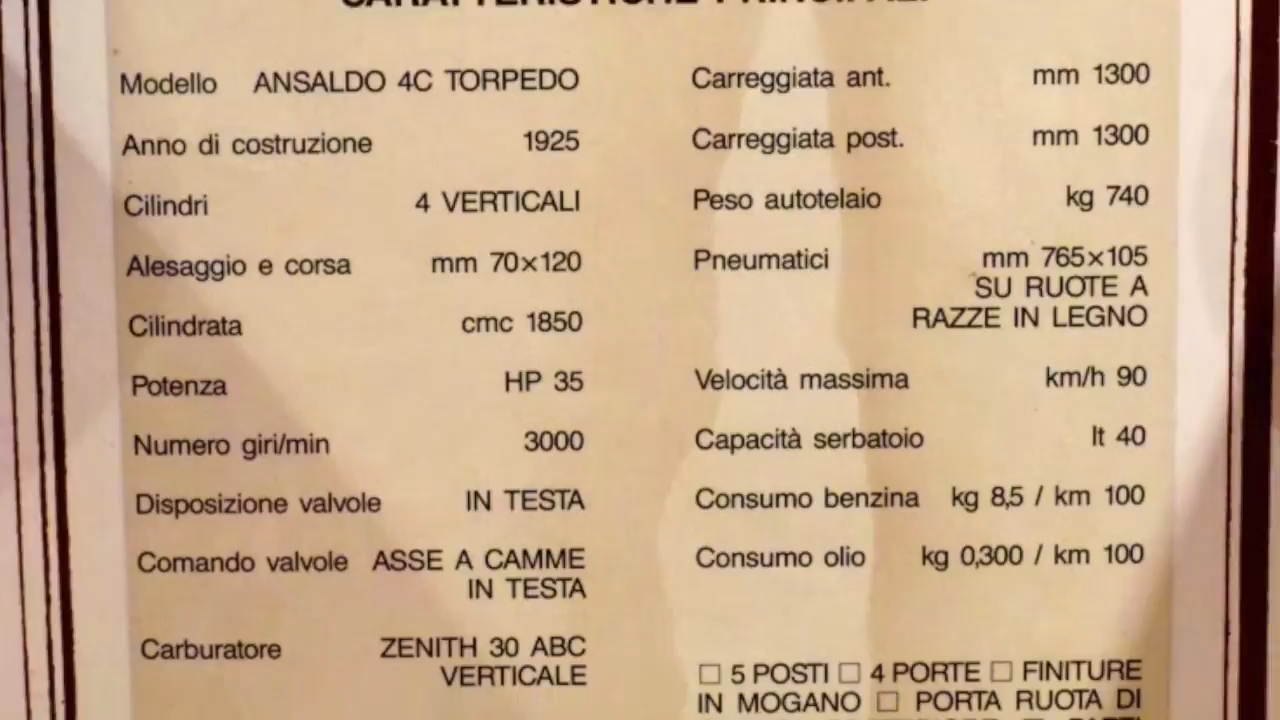 CARATTERISTICHE PRINCIPALI
Modello ANSALDO 4C TORPEDO
Anno di costruzione 1925
Cilindri 4 VERTICALI
Alesaggio e corsa mm 70×120
Cilindrata cmc 1850
Potenza HP 35
Numero giri/min 3000
Disposizione valvole IN TESTA
Comando valvole ASSE A CAMME
IN TESTA
Carburatore ZENITH 30 ABC
VERTICALE
Carreggiata ant. mm 1300
Carreggiata post. mm 1300
Peso autotelaio kg 740
Pneumatici mm 765×105
SU RUOTE A
RAZZE IN LEGNO
Velocità massima km/h 90
Capacità serbatoio lt 40
Consumo benzina kg 8,5 / km 100
Consumo olio kg 0,300 / km 100
☐ 5 POSTI ☐ 4 PORTE ☐ FINITURE
IN MOGANO ☐ PORTA RUOTA DI